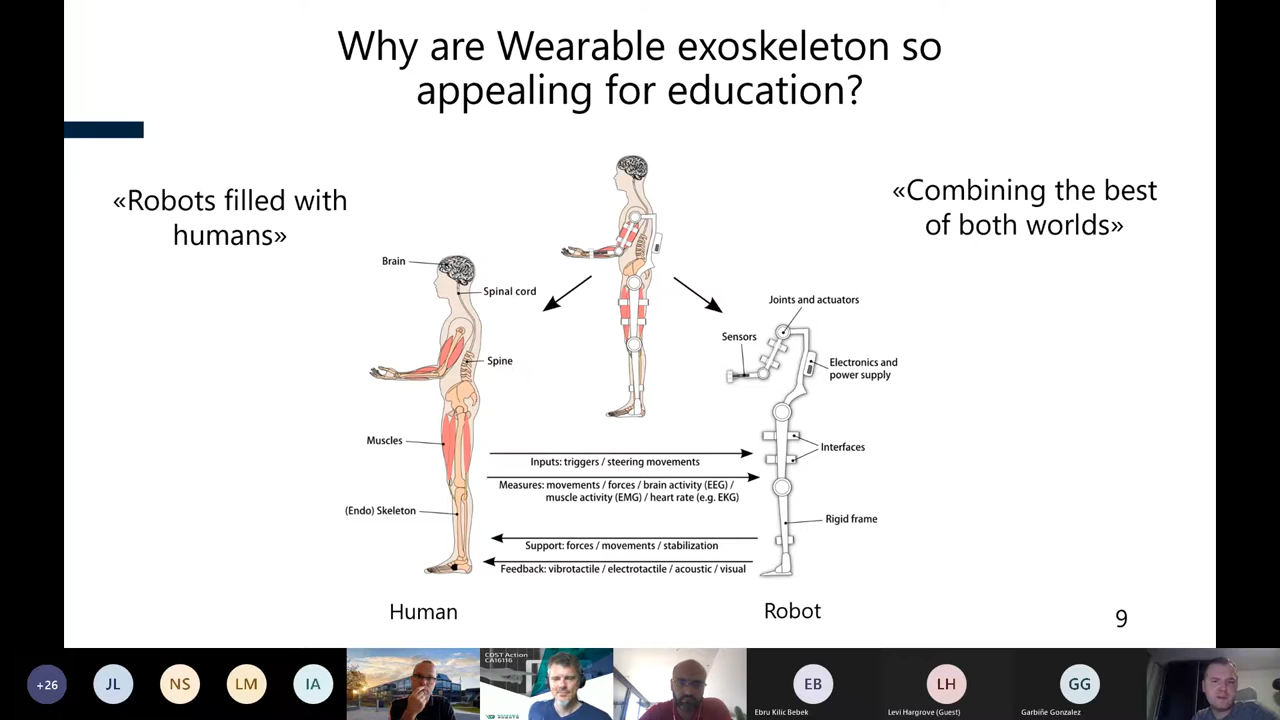 Why are Wearable exoskeleton so
appealing for education?
«Robots filled with
humans»
«Combining the best
of both worlds»
Brain
Spinal cord
Spine
Muscles
(Endo) Skeleton
Joints and actuators
Sensors
Electronics and
power supply
Interfaces
Rigid frame
Inputs: triggers / steering movements
Measures: movements / forces / brain activity (EEG) /
muscle activity (EMG) / heart rate (e.g. EKG)
Support: forces / movements / stabilization
Feedback: vibrotactile / electrotactile / acoustic / visual
Human
Robot
9
+26
JL
NS
LM
IA
COST Action
CA16116
EB
Ebru Kilic Bebek
LH
Levi Hargrove (Guest)
GG
Garbiñe Gonzalez